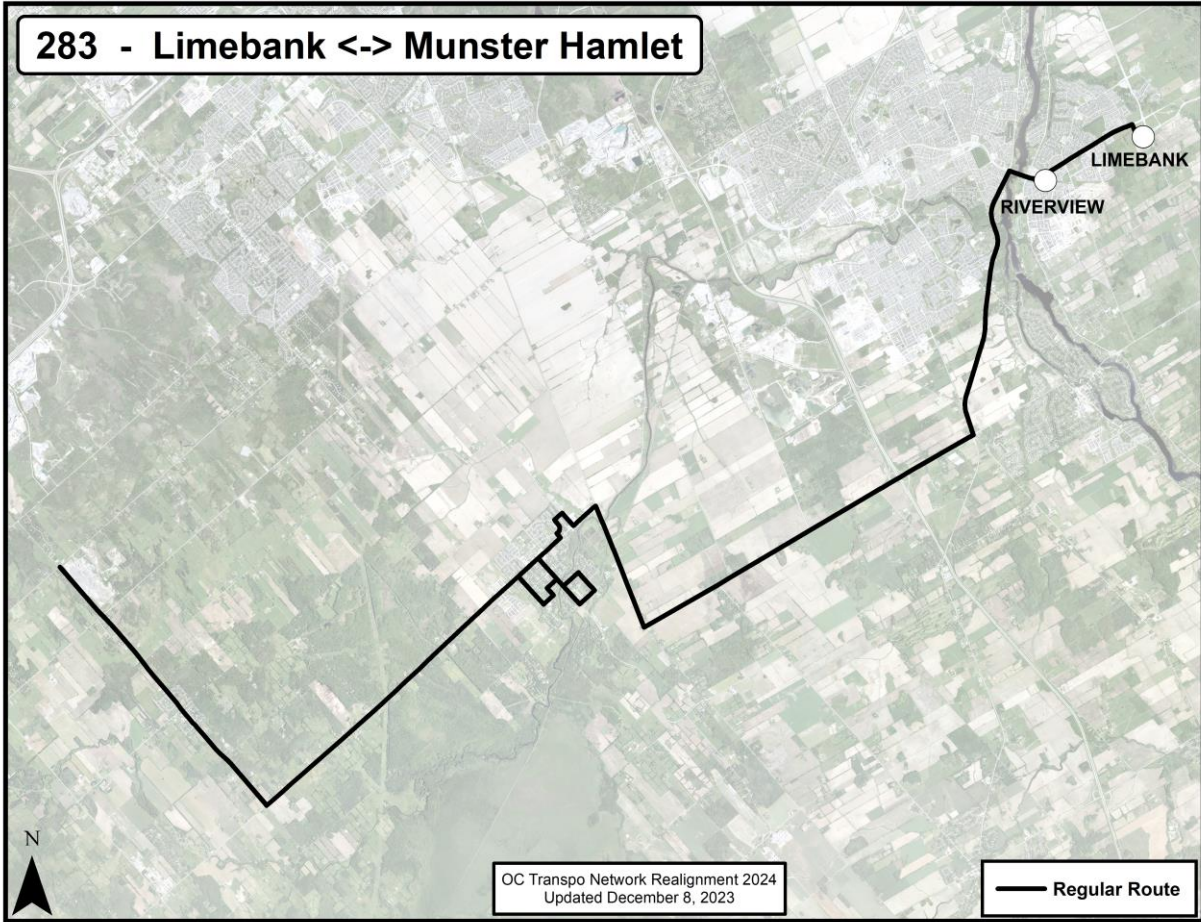 283 - Limebank <-> Munster Hamlet
LIMEBANK
RIVERVIEW
N
OC Transpo Network Realignment 2024
Updated December 8, 2023
Regular Route